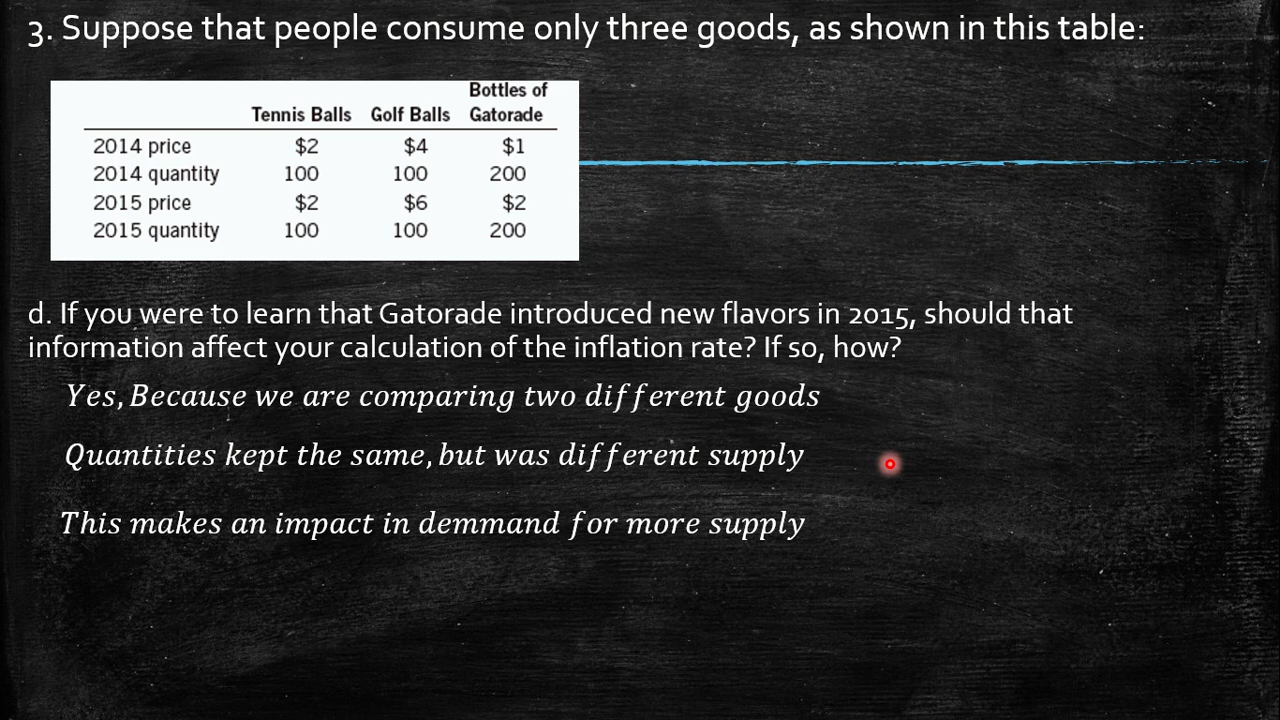 3. Suppose that people consume only three goods, as shown in this table:
Bottles of
Tennis Balls Golf Balls Gatorade
2014 price $2 $4 $1
2014 quantity 100 100 200
2015 price $2 $6 $2
2015 quantity 100 100 200
d. If you were to learn that Gatorade introduced new flavors in 2015, should that
information affect your calculation of the inflation rate? If so, how?
Yes, Because we are comparing two different goods
Quantities kept the same, but was different supply
This makes an impact in demmand for more supply